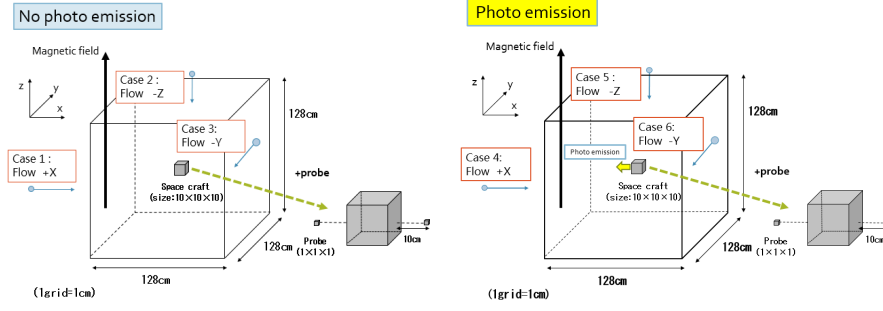 No photo emission
Magnetic field
z
y
x
Case 2 :
Flow -Z
Case 3:
Flow -Y
Case 1 :
Flow +X
128cm
+probe
Space craft
(size:10×10×10)
Probe
(1×1×1)
10cm
128cm
128cm
(1grid=1cm)
Photo emission
Magnetic field
z
y
x
Case 5 :
Flow -Z
Case 6:
Flow -Y
Case 4:
Flow +X
Photo emission
128cm
+probe
Space craft
(size:10×10×10)
Probe
(1×1×1)
10cm
128cm
128cm
(1grid=1cm)